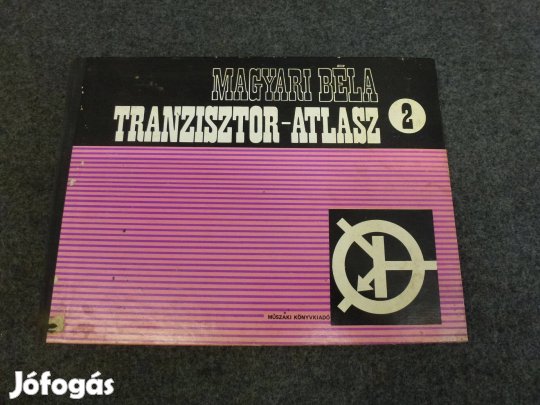 MAGYARI BÉLA
TRANZISZTOR-ATLASZ 2
MŰSZAKI KÖNYVKIADÓ
Jófogás